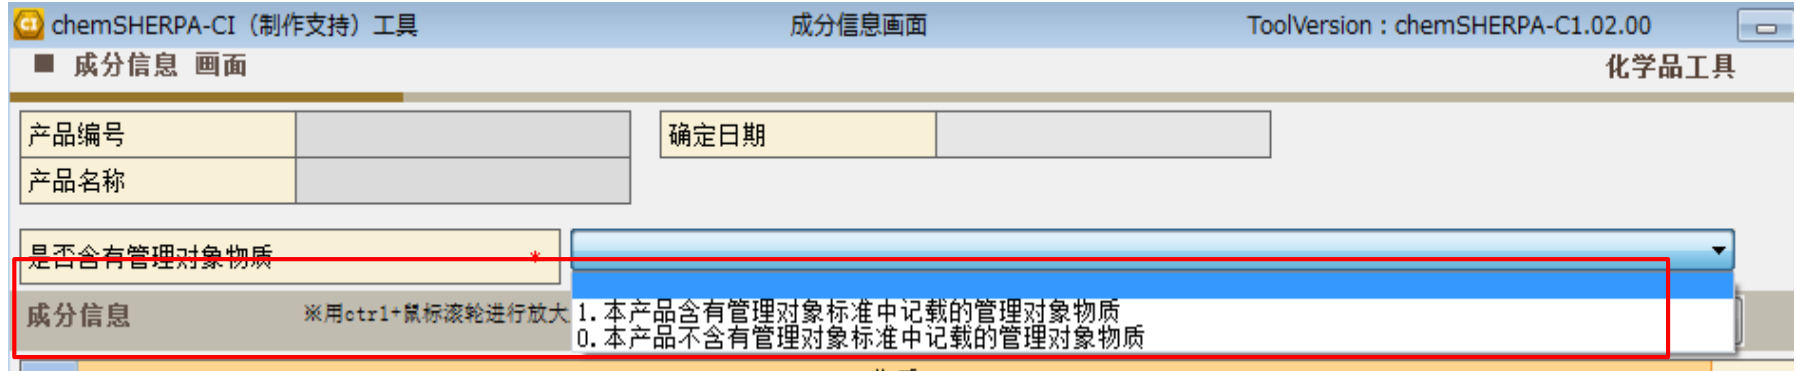 chemSHERPA-CI（制作支持）工具 成分信息画面 ToolVersion：chemSHERPA-C1.02.00
■ 成分信息 画面 化学品工具
产品编号 确定日期
产品名称
是否含有管理对象物质 *
成分信息 ※用ctrl+鼠标滚轮进行放大
1.本产品含有管理对象标准中记载的管理对象物质
0.本产品不含有管理对象标准中记载的管理对象物质